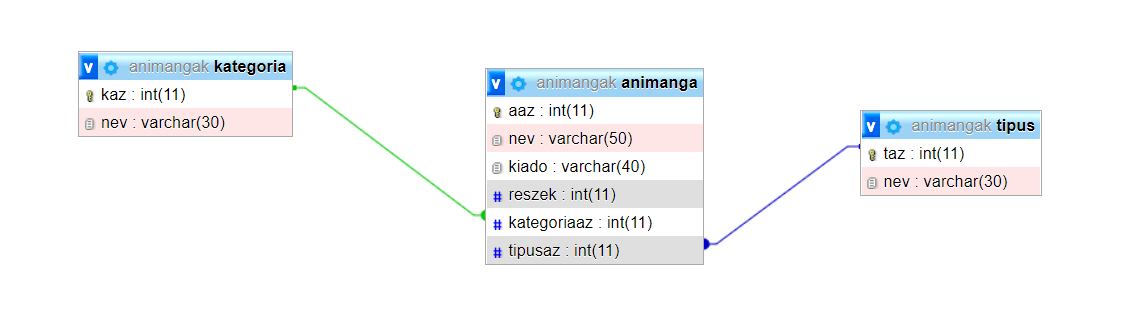 v animangak kategoria
kaz : int(11)
nev : varchar(30)
v animangak animanga
aaz : int(11)
nev : varchar(50)
kiado : varchar(40)
# reszek : int(11)
# kategoriaaz : int(11)
# tipusaz : int(11)
v animangak tipus
taz : int(11)
nev : varchar(30)